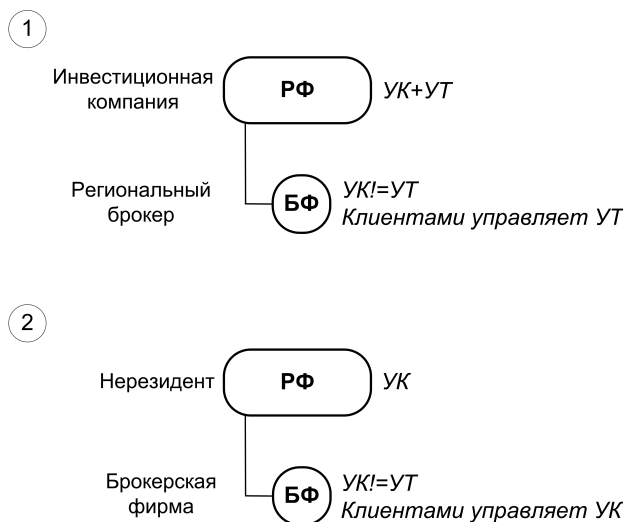 1
Инвестиционная
компания
РФ
УК+УТ
Региональный
брокер
БФ
УК!=УТ
Клиентами управляет УТ
2
Нерезидент
РФ
УК
Брокерская
фирма
БФ
УК!=УТ
Клиентами управляет УК